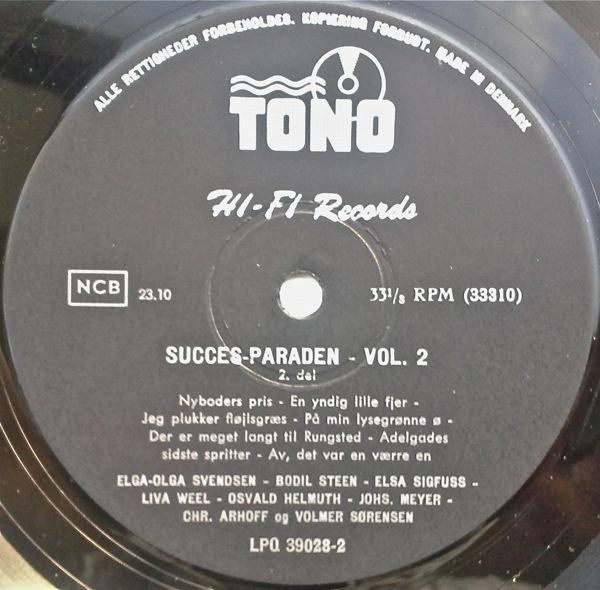 ALLE RETTIGHEDER FORBEHOLDES. KOPIERING FORBUDT. MADE IN DENMARK
TONO
HI-FI Records
NCB 23.10 33⅓ RPM (33310)
SUCCES-PARADEN - VOL. 2
2. del
Nyboders pris - En yndig lille fjer -
Jeg plukker fløjlsgræs - På min lysegrønne ø -
Der er meget langt til Rungsted - Adelgades
sidste spritter - Av, det var en værre en
ELGA-OLGA SVENDSEN - BODIL STEEN - ELSA SIGFUSS -
LIVA WEEL - OSVALD HELMUTH - JOHS. MEYER -
CHR. ARHOFF og VOLMER SØRENSEN
LPQ 39028-2